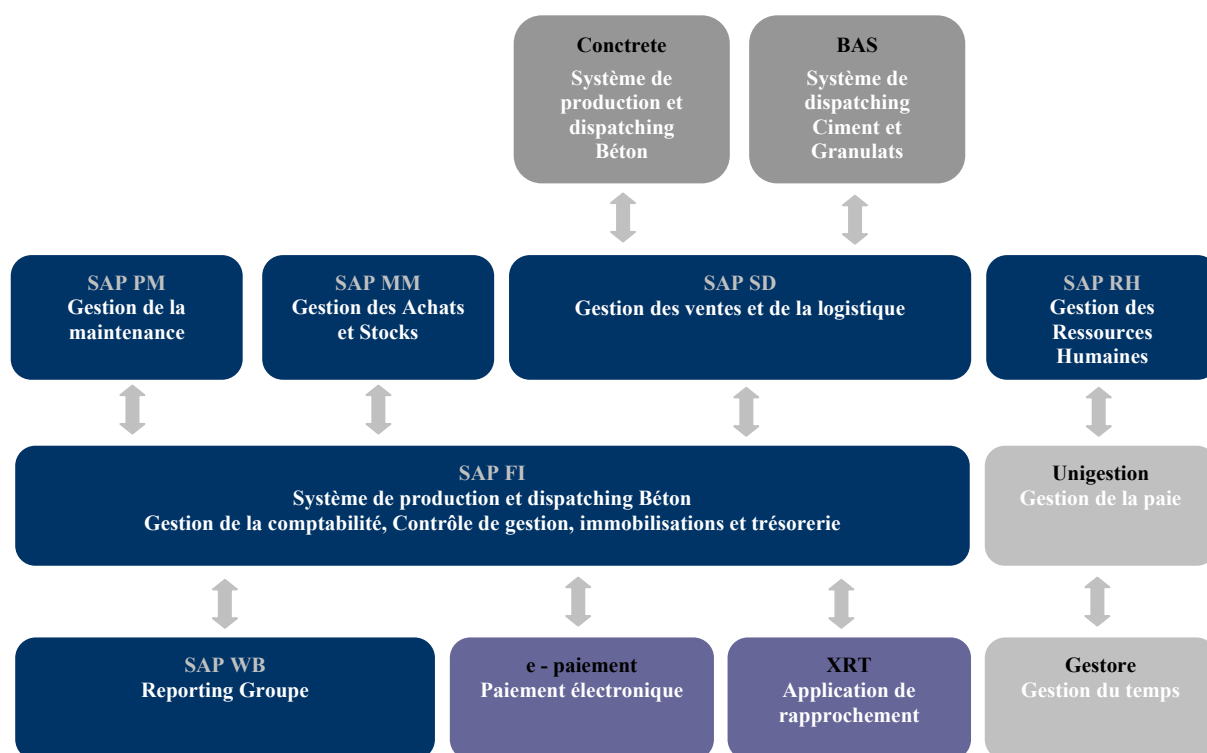 Conctrete
Système de
production et
dispatching
Béton
BAS
Système de
dispatching
Ciment et
Granulats
SAP PM
Gestion de la
maintenance
SAP MM
Gestion des Achats
et Stocks
SAP SD
Gestion des ventes et de la logistique
SAP RH
Gestion des
Ressources
Humaines
SAP FI
Système de production et dispatching Béton
Gestion de la comptabilité, Contrôle de gestion, immobilisations et trésorerie
Unigestion
Gestion de la paie
SAP WB
Reporting Groupe
e - paiement
Paiement électronique
XRT
Application de
rapprochement
Gestore
Gestion du temps